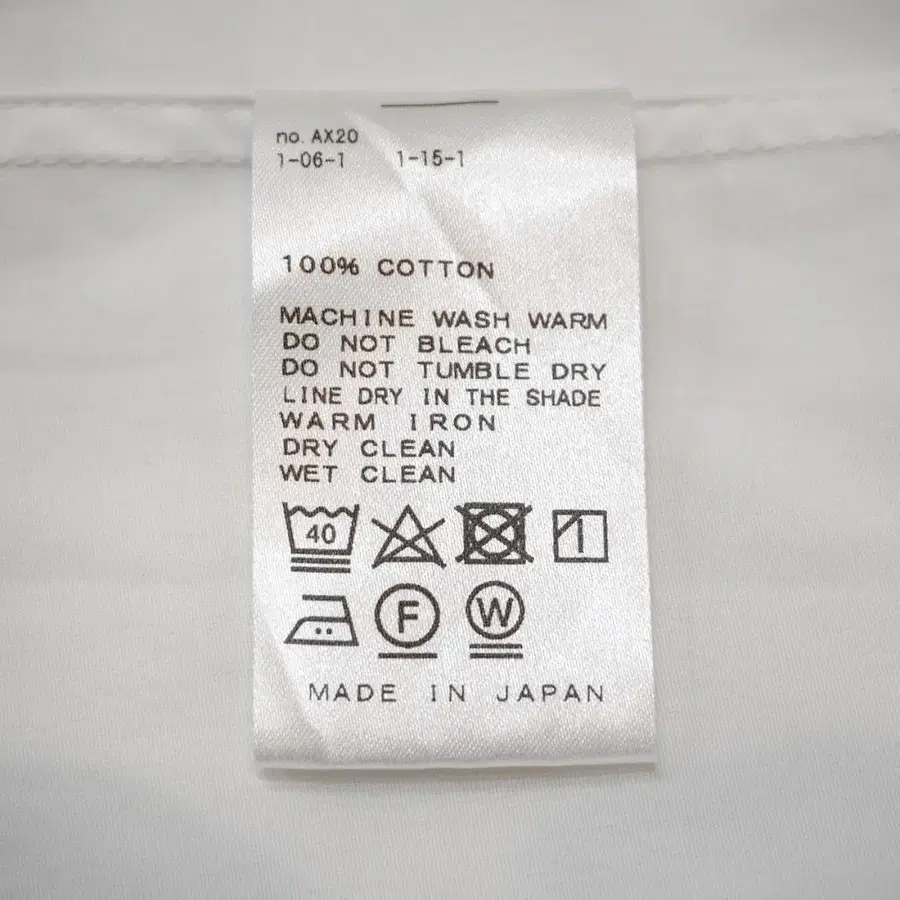 no. AX20
1-06-1 1-15-1
100% COTTON
MACHINE WASH WARM
DO NOT BLEACH
DO NOT TUMBLE DRY
LINE DRY IN THE SHADE
WARM IRON
DRY CLEAN
WET CLEAN
40
F W
MADE IN JAPAN